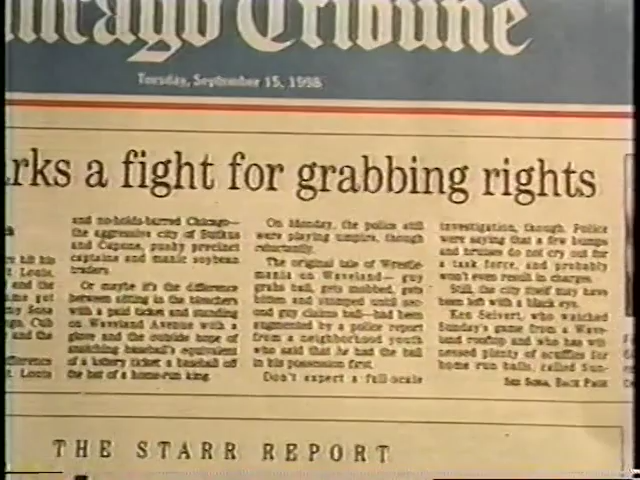 hicago Tribune
Tuesday, September 15, 1998
rks a fight for grabbing rights
and no-holds-barred Chicago—
the aggressive city of Butkus
and Capone, pushy precinct
captains and manic soybean
traders.
Or maybe it's the difference
between sitting in the bleachers
with a paid ticket and standing
on Waveland Avenue with a
glove and the outside hope of
snatching baseball's equivalent
of a lottery ticket a baseball off
the bat of a home-run king.
On Monday, the police still
were playing umpire, though
reluctantly.
The original tale of Wrestle-
mania on Waveland—guy
grabs ball, gets mobbed, gets
bitten and stomped until sec-
ond guy claims ball—had been
augmented by a police report
from a neighborhood youth
who said that he had the ball
in his possession first.
Don't expect a full-scale
investigation, though. Police
were saying that a few bumps
and bruises do not cry out for
a task force, and probably
won't even result in charges.
Still, the city itself may have
been left with a black eye.
Ken Seivert, who watched
Sunday's game from a Wave-
land rooftop and who has wit-
nessed plenty of scuffles for
home run balls, called Sun-
See Sosa, Back Page
THE STARR REPORT